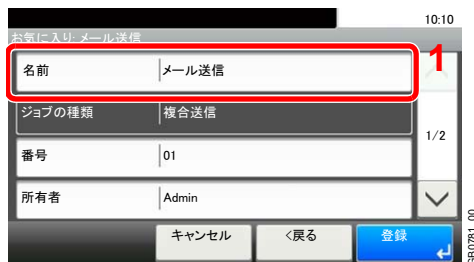 10:10
お気に入り: メール送信
名前 メール送信
1
ジョブの種類 複合送信
1/2
番号 01
所有者 Admin
キャンセル <戻る 登録
GB0781_00